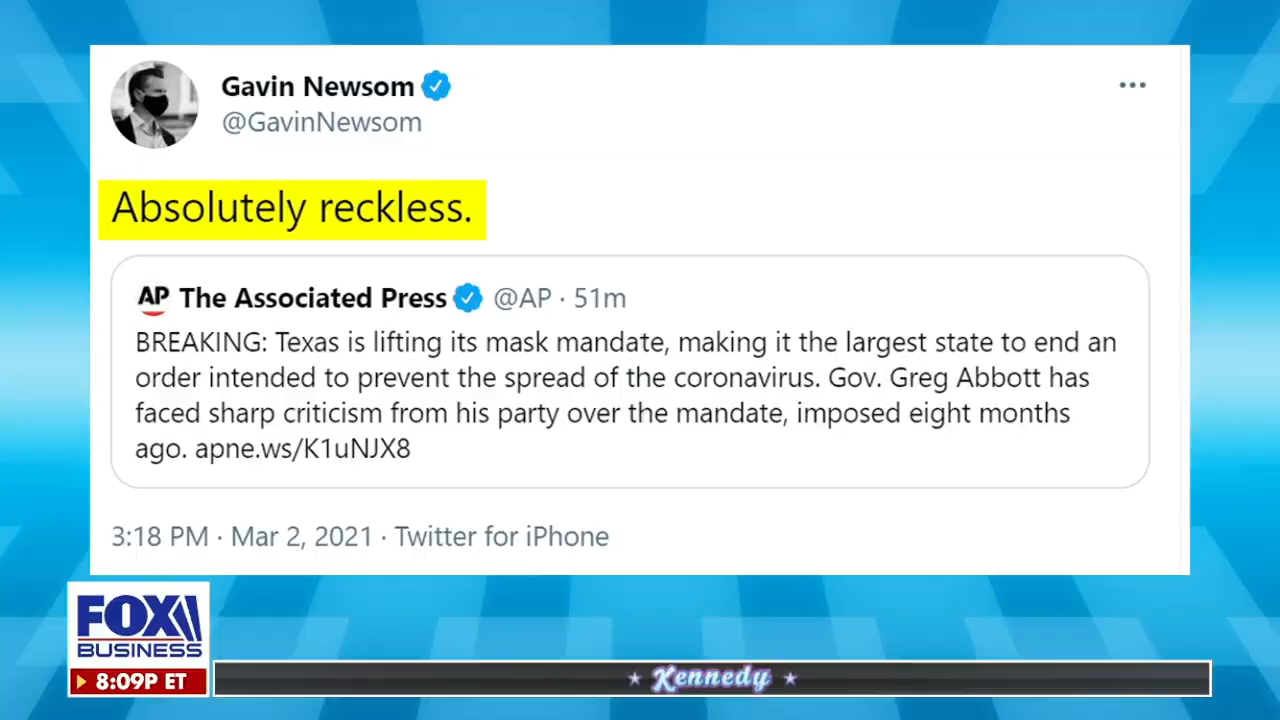 Gavin Newsom
@GavinNewsom
Absolutely reckless.
AP The Associated Press @AP · 51m
BREAKING: Texas is lifting its mask mandate, making it the largest state to end an
order intended to prevent the spread of the coronavirus. Gov. Greg Abbott has
faced sharp criticism from his party over the mandate, imposed eight months
ago. apne.ws/K1uNJX8
3:18 PM · Mar 2, 2021 · Twitter for iPhone
FOX
BUSINESS
8:09P ET
Kennedy